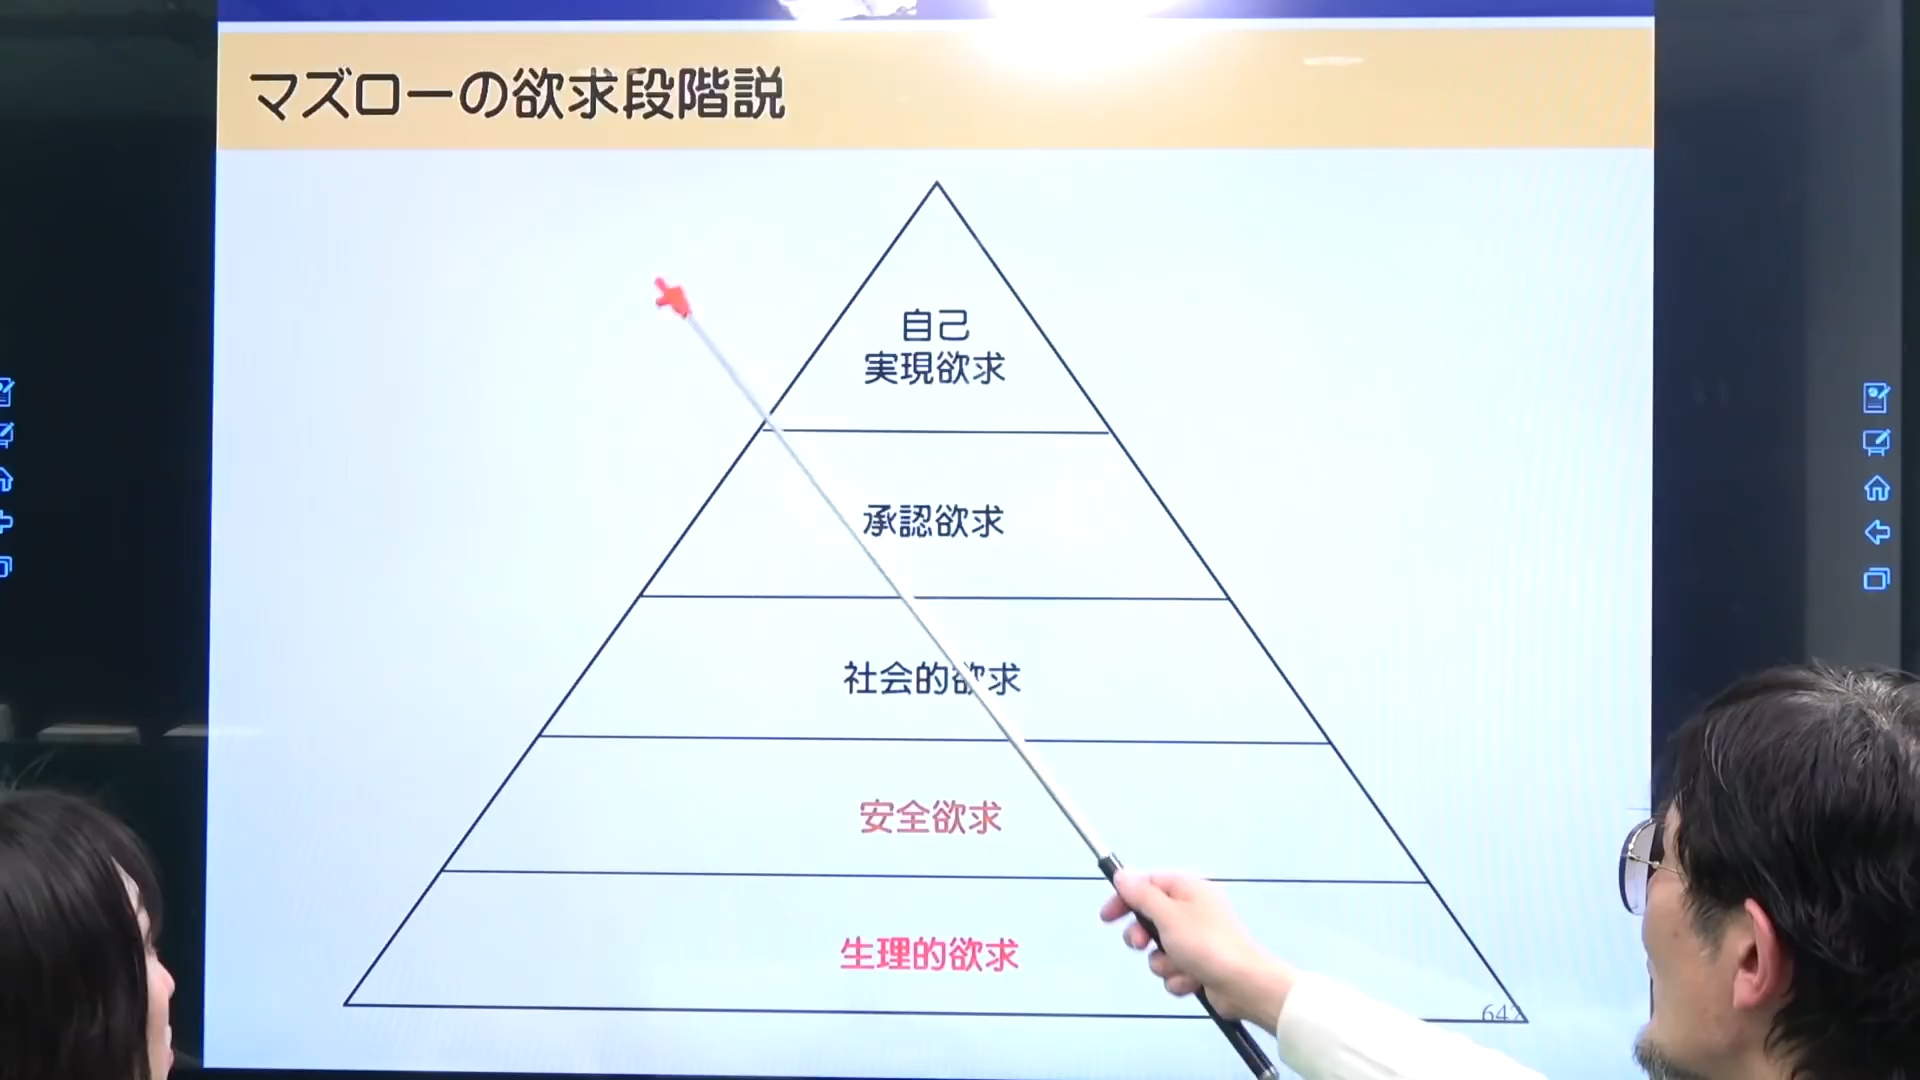 マズローの欲求段階説
自己
実現欲求
承認欲求
社会的欲求
安全欲求
生理的欲求